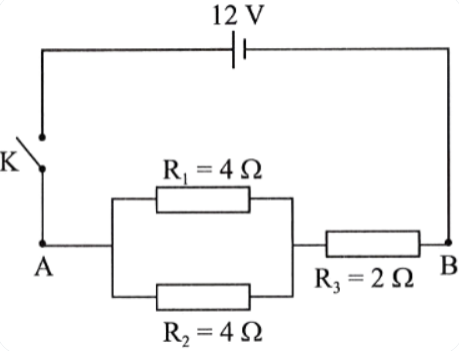 12 V
K
R₁ = 4 Ω
A
B
R₃ = 2 Ω
R₂ = 4 Ω